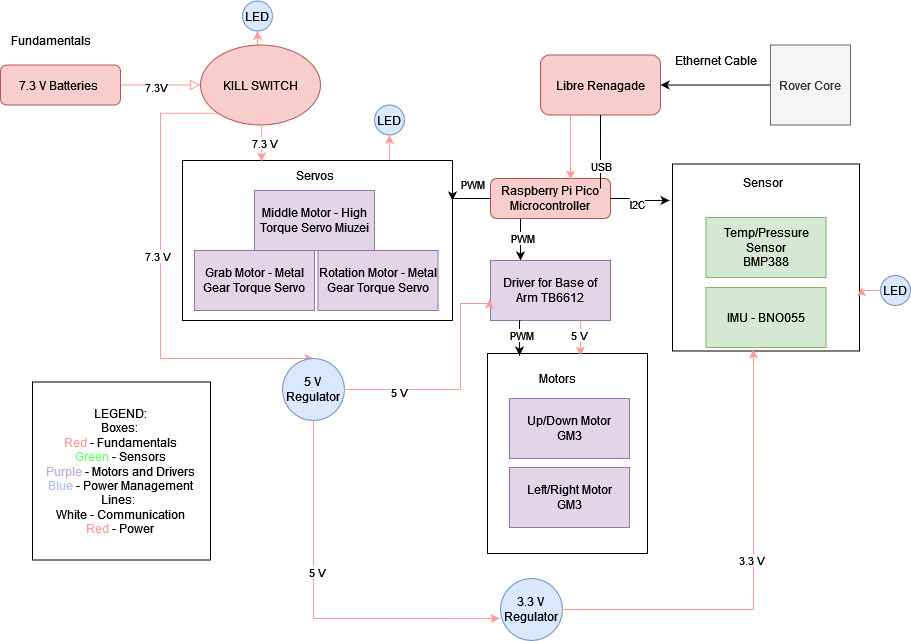 LED
Fundamentals
7.3 V Batteries
7.3V
KILL SWITCH
LED
7.3 V
Libre Renagade
Ethernet Cable
Rover Core
USB
Servos
Middle Motor - High
Torque Servo Miuzei
Grab Motor - Metal
Gear Torque Servo
Rotation Motor - Metal
Gear Torque Servo
PWM
Raspberry Pi Pico
Microcontroller
I2C
Sensor
Temp/Pressure
Sensor
BMP388
IMU - BNO055
LED
7.3 V
PWM
Driver for Base of
Arm TB6612
PWM
5 V
Motors
Up/Down Motor
GM3
Left/Right Motor
GM3
5 V
Regulator
5 V
LEGEND:
Boxes:
Red - Fundamentals
Green - Sensors
Purple - Motors and Drivers
Blue - Power Management
Lines:
White - Communication
Red - Power
5 V
3.3 V
Regulator
3.3 V